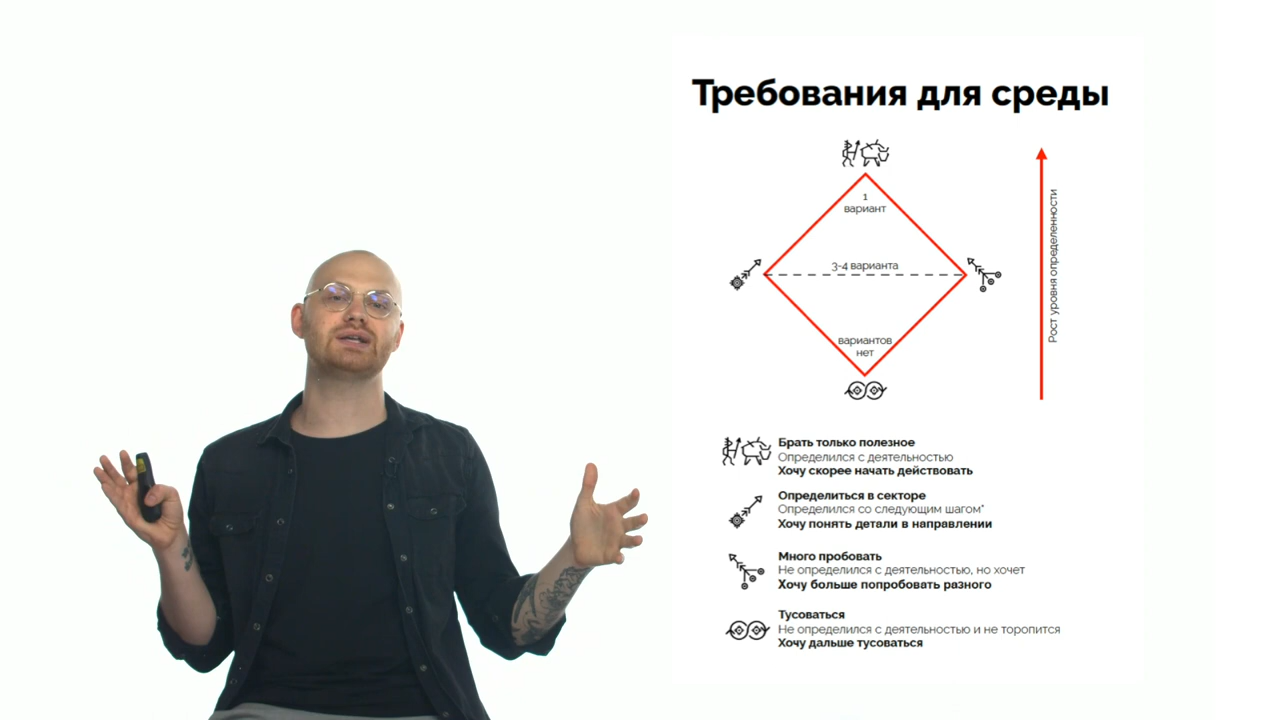 Требования для среды
1
вариант
3-4 варианта
вариантов
нет
Рост уровня определенности
Брать только полезное
Определился с деятельностью
Хочу скорее начать действовать
Определиться в секторе
Определился со следующим шагом*
Хочу понять детали в направлении
Много пробовать
Не определился с деятельностью, но хочет
Хочу больше попробовать разного
Тусоваться
Не определился с деятельностью и не торопится
Хочу дальше тусоваться